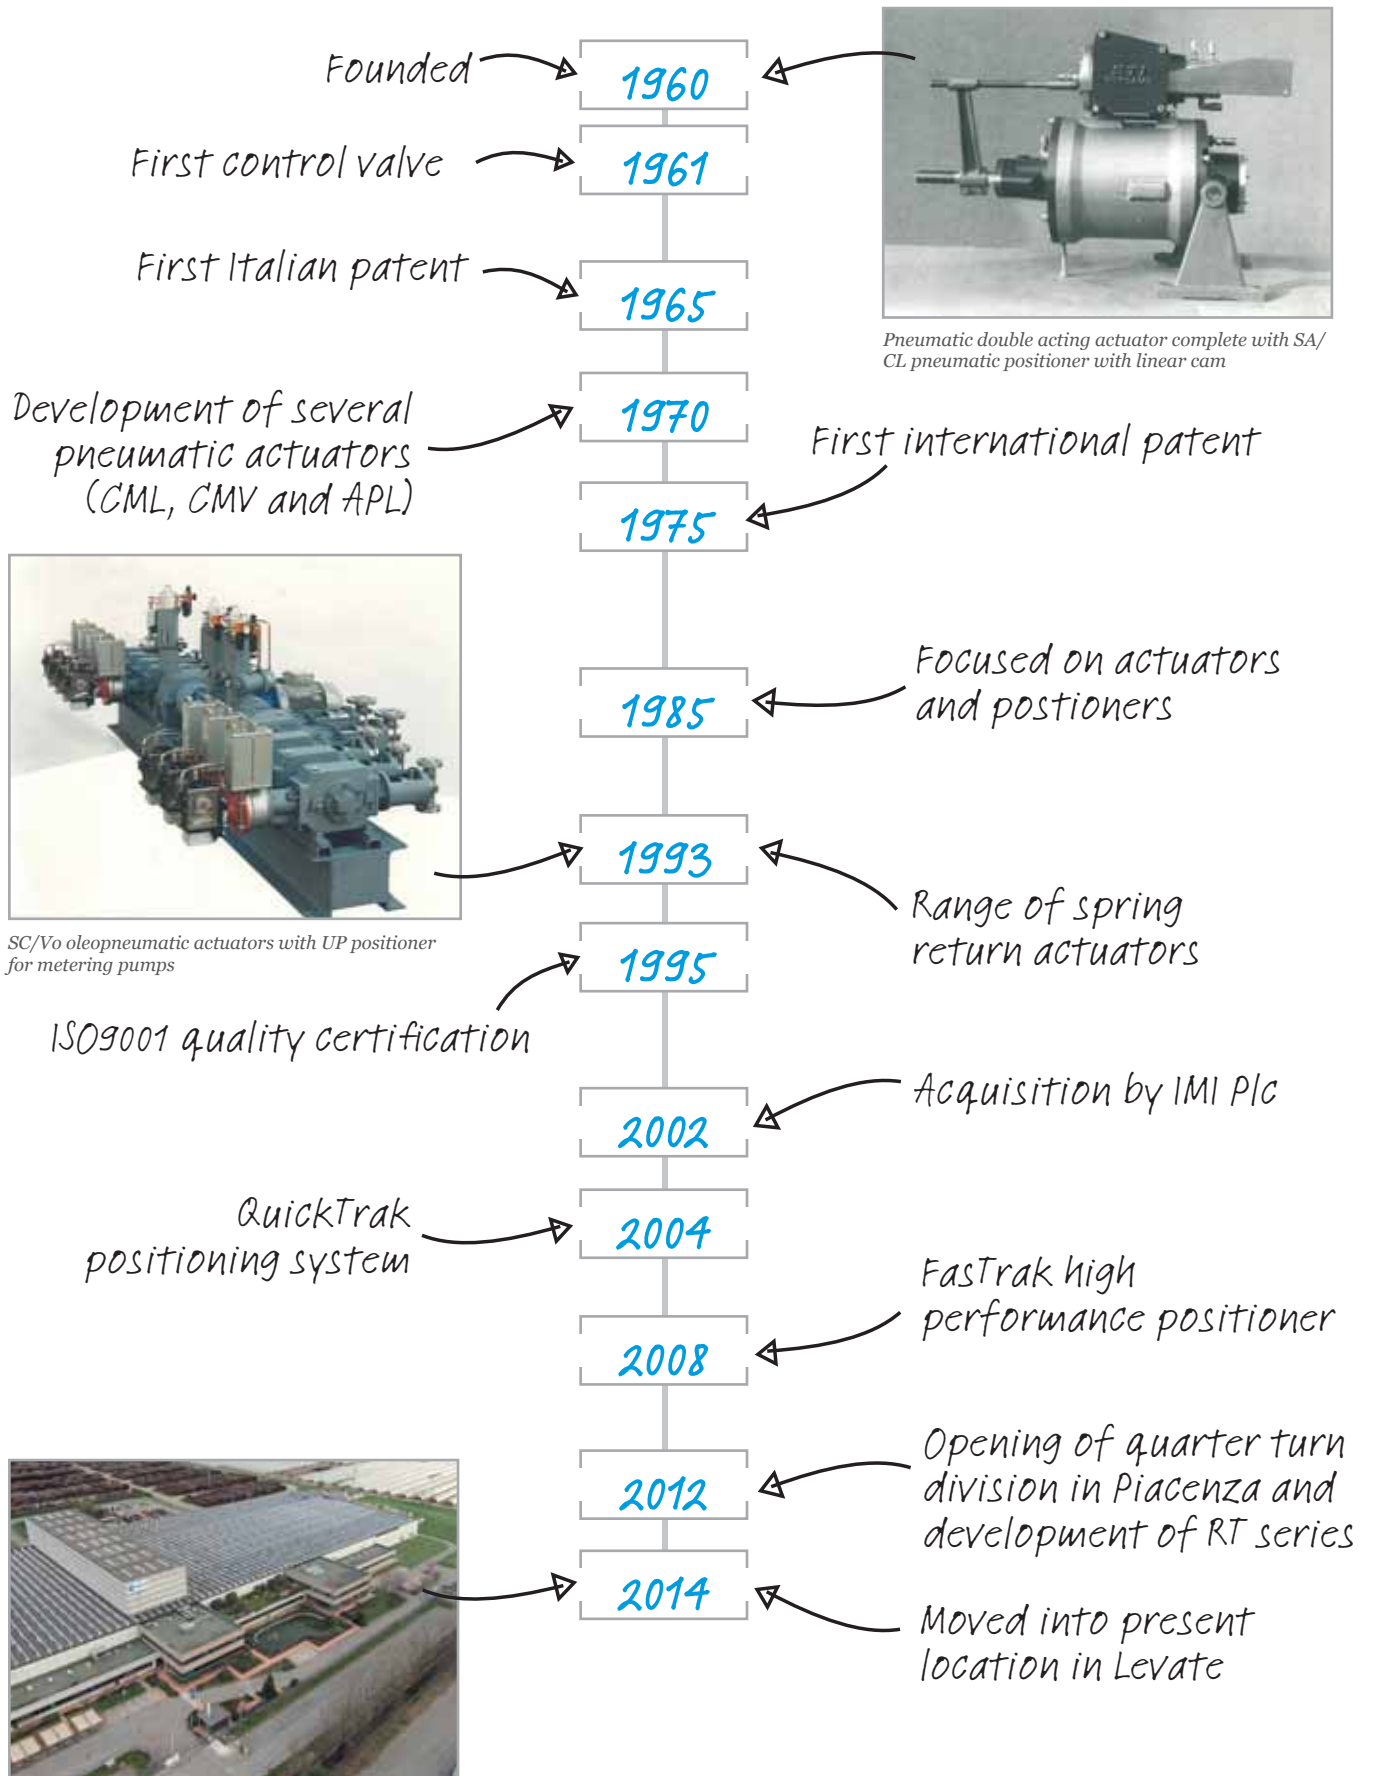 Founded
1960
First control valve
1961
First Italian patent
1965
Pneumatic double acting actuator complete with SA/
CL pneumatic positioner with linear cam
Development of several
pneumatic actuators
(CML, CMV and APL)
1970
First international patent
1975
Focused on actuators
and postioners
1985
1993
Range of spring
return actuators
SC/Vo oleopneumatic actuators with UP positioner
for metering pumps
1995
ISO9001 quality certification
Acquisition by IMI Plc
2002
QuickTrak
positioning system
2004
FasTrak high
performance positioner
2008
Opening of quarter turn
division in Piacenza and
development of RT series
2012
2014
Moved into present
location in Levate